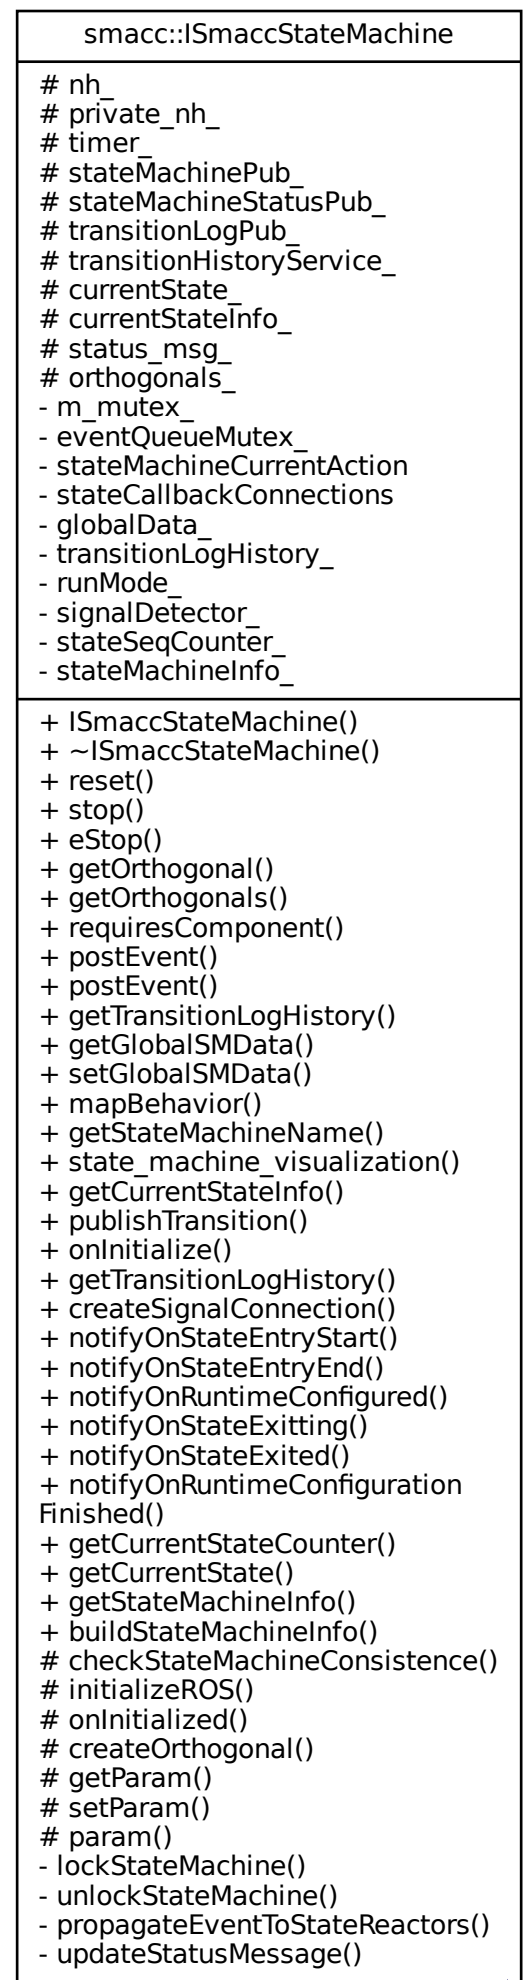 smacc::ISmaccStateMachine
# nh_
# private_nh_
# timer_
# stateMachinePub_
# stateMachineStatusPub_
# transitionLogPub_
# transitionHistoryService_
# currentState_
# currentStateInfo_
# status_msg_
# orthogonals_
- m_mutex_
- eventQueueMutex_
- stateMachineCurrentAction
- stateCallbackConnections
- globalData_
- transitionLogHistory_
- runMode_
- signalDetector_
- stateSeqCounter_
- stateMachineInfo_
+ ISmaccStateMachine()
+ ~ISmaccStateMachine()
+ reset()
+ stop()
+ eStop()
+ getOrthogonal()
+ getOrthogonals()
+ requiresComponent()
+ postEvent()
+ postEvent()
+ getTransitionLogHistory()
+ getGlobalSMData()
+ setGlobalSMData()
+ mapBehavior()
+ getStateMachineName()
+ state_machine_visualization()
+ getCurrentStateInfo()
+ publishTransition()
+ onInitialize()
+ getTransitionLogHistory()
+ createSignalConnection()
+ notifyOnStateEntryStart()
+ notifyOnStateEntryEnd()
+ notifyOnRuntimeConfigured()
+ notifyOnStateExitting()
+ notifyOnStateExited()
+ notifyOnRuntimeConfiguration
Finished()
+ getCurrentStateCounter()
+ getCurrentState()
+ getStateMachineInfo()
+ buildStateMachineInfo()
# checkStateMachineConsistence()
# initializeROS()
# onInitialized()
# createOrthogonal()
# getParam()
# setParam()
# param()
- lockStateMachine()
- unlockStateMachine()
- propagateEventToStateReactors()
- updateStatusMessage()